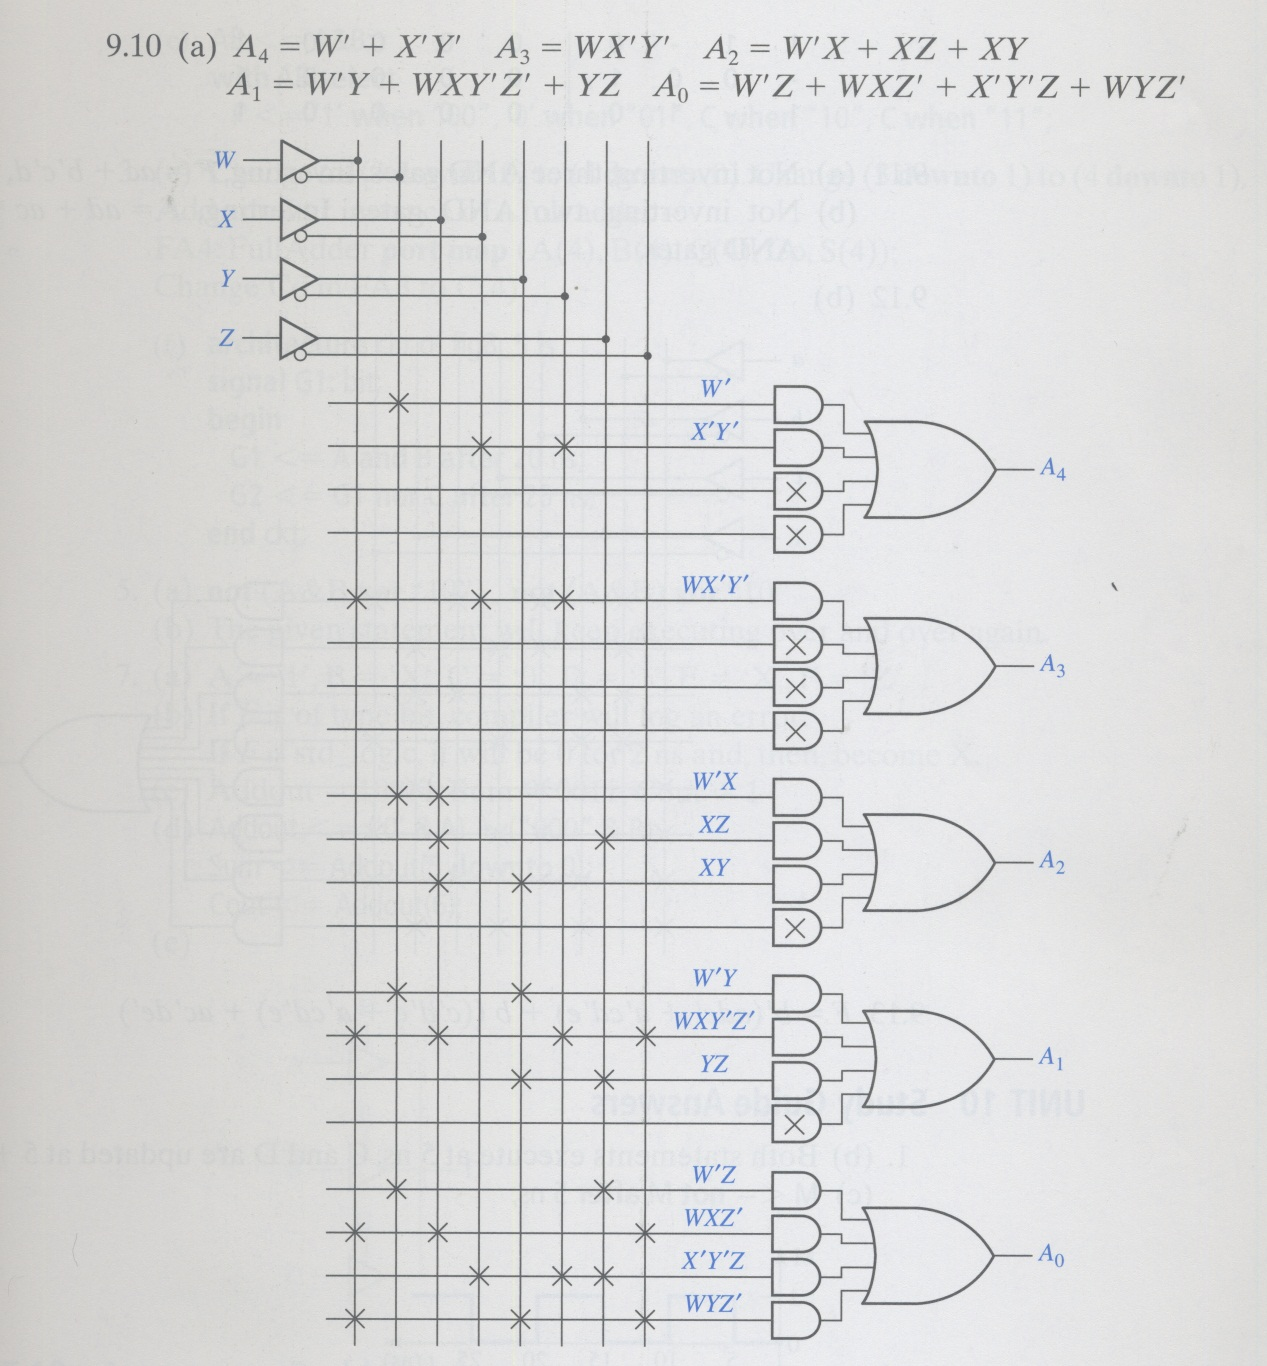 9.10 (a) A₄ = W' + X'Y' A₃ = WX'Y' A₂ = W'X + XZ + XY
A₁ = W'Y + WXY'Z' + YZ A₀ = W'Z + WXZ' + X'Y'Z + WYZ'
W
X
Y
Z
W'
X'Y'
A₄
WX'Y'
A₃
W'X
XZ
XY
A₂
W'Y
WXY'Z'
YZ
A₁
W'Z
WXZ'
X'Y'Z
WYZ'
A₀